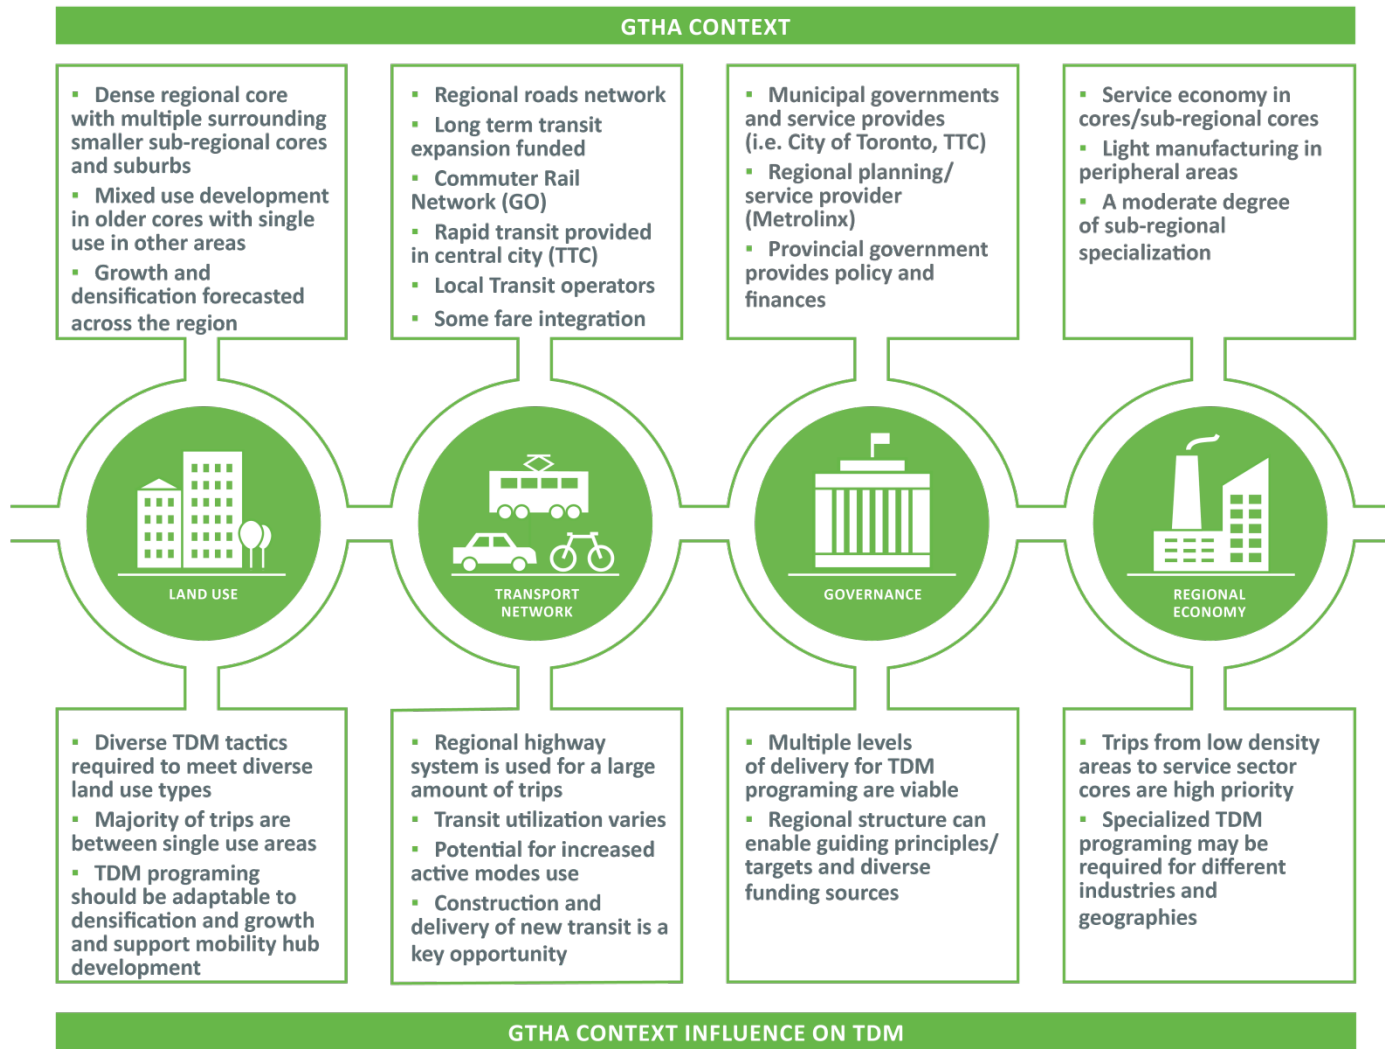 GTHA CONTEXT
▪ Dense regional core
with multiple surrounding
smaller sub-regional cores
and suburbs
▪ Mixed use development
in older cores with single
use in other areas
▪ Growth and
densification forecasted
across the region
▪ Regional roads network
▪ Long term transit
expansion funded
▪ Commuter Rail
Network (GO)
▪ Rapid transit provided
in central city (TTC)
▪ Local Transit operators
▪ Some fare integration
▪ Municipal governments
and service provides
(i.e. City of Toronto, TTC)
▪ Regional planning/
service provider
(Metrolinx)
▪ Provincial government
provides policy and
finances
▪ Service economy in
cores/sub-regional cores
▪ Light manufacturing in
peripheral areas
▪ A moderate degree
of sub-regional
specialization
LAND USE
TRANSPORT
NETWORK
GOVERNANCE
REGIONAL
ECONOMY
▪ Diverse TDM tactics
required to meet diverse
land use types
▪ Majority of trips are
between single use areas
▪ TDM programing
should be adaptable to
densification and growth
and support mobility hub
development
▪ Regional highway
system is used for a large
amount of trips
▪ Transit utilization varies
▪ Potential for increased
active modes use
▪ Construction and
delivery of new transit is a
key opportunity
▪ Multiple levels
of delivery for TDM
programing are viable
▪ Regional structure can
enable guiding principles/
targets and diverse
funding sources
▪ Trips from low density
areas to service sector
cores are high priority
▪ Specialized TDM
programing may be
required for different
industries and
geographies
GTHA CONTEXT INFLUENCE ON TDM